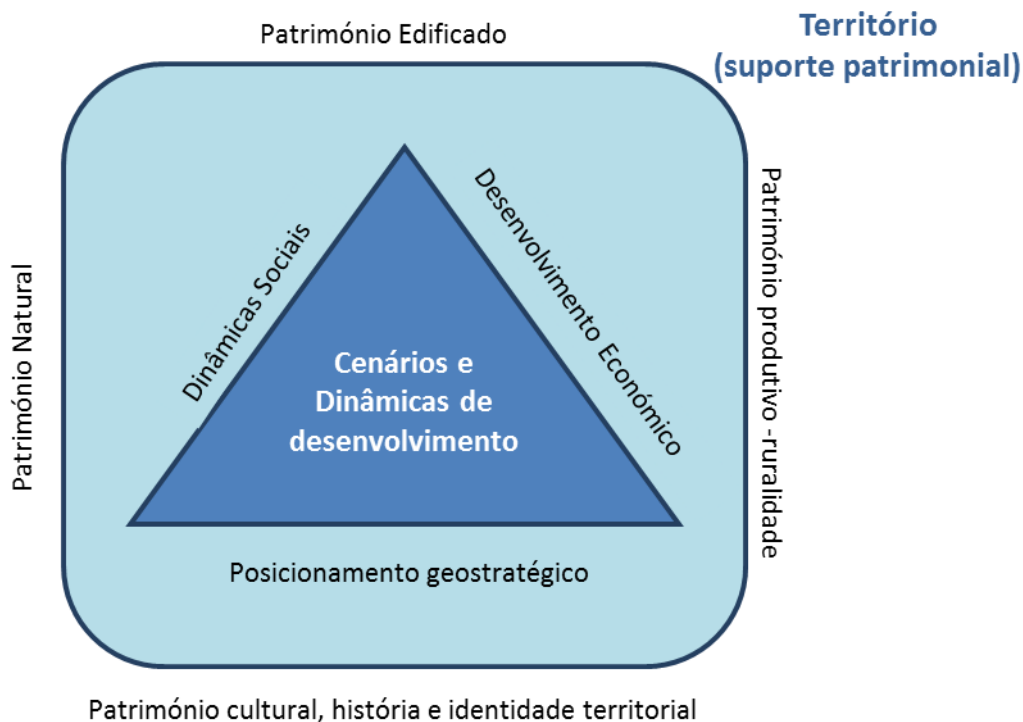 Património Edificado
Território
(suporte patrimonial)
Património Natural
Dinâmicas Sociais
Desenvolvimento Económico
Património produtivo -ruralidade
Cenários e
Dinâmicas de
desenvolvimento
Posicionamento geostratégico
Património cultural, história e identidade territorial